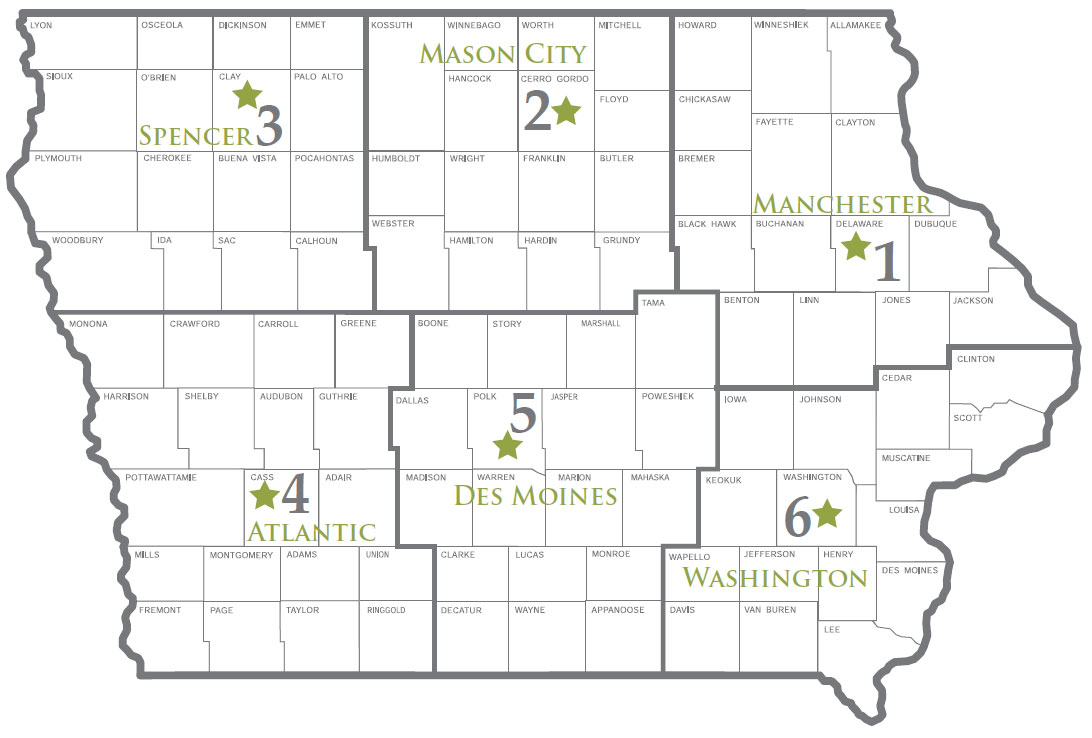 LYON OSCEOLA DICKINSON EMMET KOSSUTH WINNEBAGO WORTH MITCHELL HOWARD WINNESHIEK ALLAMAKEE
MASON CITY
SIOUX O'BRIEN CLAY PALO ALTO HANCOCK CERRO GORDO
2
FLOYD CHICKASAW
3
SPENCER
FAYETTE CLAYTON
PLYMOUTH CHEROKEE BUENA VISTA POCAHONTAS HUMBOLDT WRIGHT FRANKLIN BUTLER BREMER
MANCHESTER
WEBSTER BLACK HAWK BUCHANAN DELAWARE DUBUQUE
WOODBURY IDA SAC CALHOUN HAMILTON HARDIN GRUNDY
1
TAMA BENTON LINN JONES JACKSON
MONONA CRAWFORD CARROLL GREENE BOONE STORY MARSHALL
CLINTON
CEDAR
HARRISON SHELBY AUDUBON GUTHRIE DALLAS POLK JASPER POWESHIEK IOWA JOHNSON
5
SCOTT
MUSCATINE
POTTAWATTAMIE CASS ADAIR MADISON WARREN MARION MAHASKA KEOKUK WASHINGTON
4
DES MOINES
LOUISA
6
ATLANTIC
MILLS MONTGOMERY ADAMS UNION CLARKE LUCAS MONROE WAPELLO JEFFERSON HENRY
DES MOINES
WASHINGTON
FREMONT PAGE TAYLOR RINGGOLD DECATUR WAYNE APPANOOSE DAVIS VAN BUREN
LEE